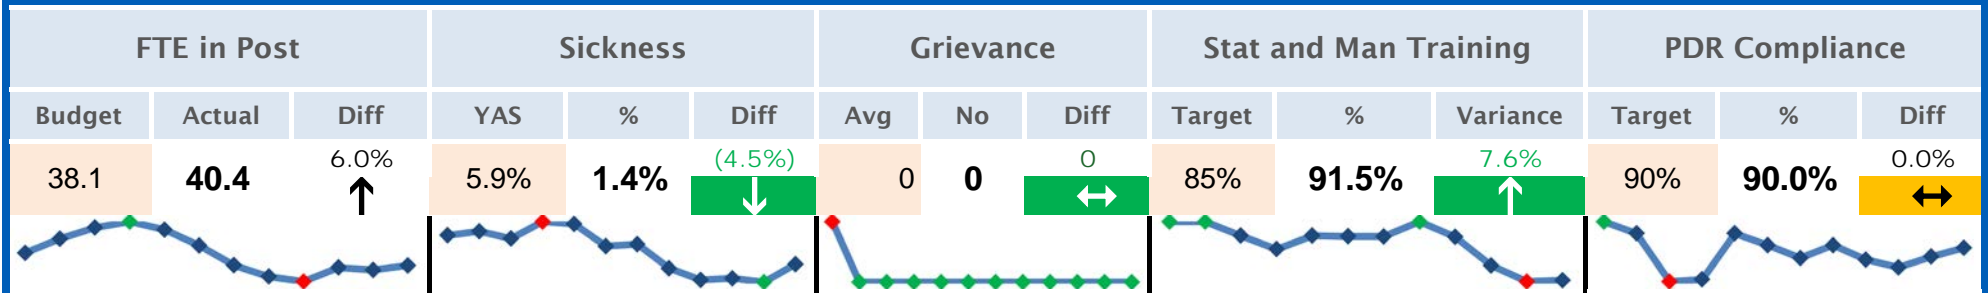 FTE in Post Sickness Grievance Stat and Man Training PDR Compliance
Budget Actual Diff YAS % Diff Avg No Diff Target % Variance Target % Diff
6.0% (4.5%) 0 7.6% 0.0%
38.1 40.4 ↑ 5.9% 1.4% ↓ 0 0 ↔ 85% 91.5% ↑ 90% 90.0% ↔